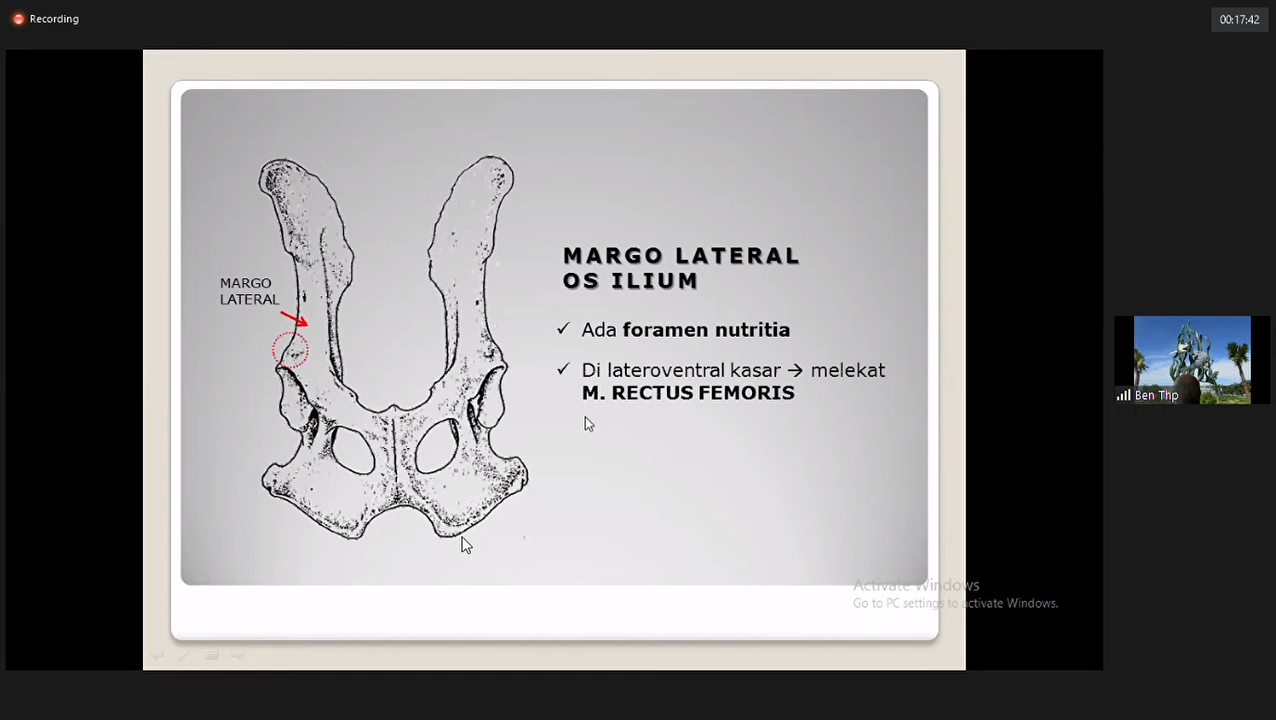 Recording
00:17:42
MARGO LATERAL
OS ILIUM
MARGO
LATERAL
✓ Ada foramen nutritia
✓ Di lateroventral kasar → melekat
M. RECTUS FEMORIS
Ben Thp
Activate Windows
Go to PC settings to activate Windows.